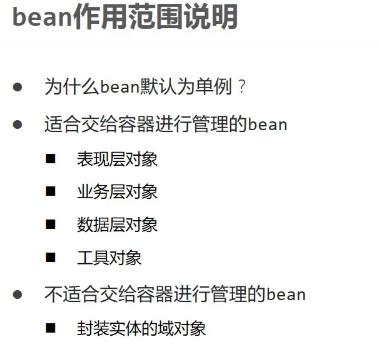 bean作用范围说明
● 为什么bean默认为单例？
● 适合交给容器进行管理的bean
■ 表现层对象
■ 业务层对象
■ 数据层对象
■ 工具对象
● 不适合交给容器进行管理的bean
■ 封装实体的域对象